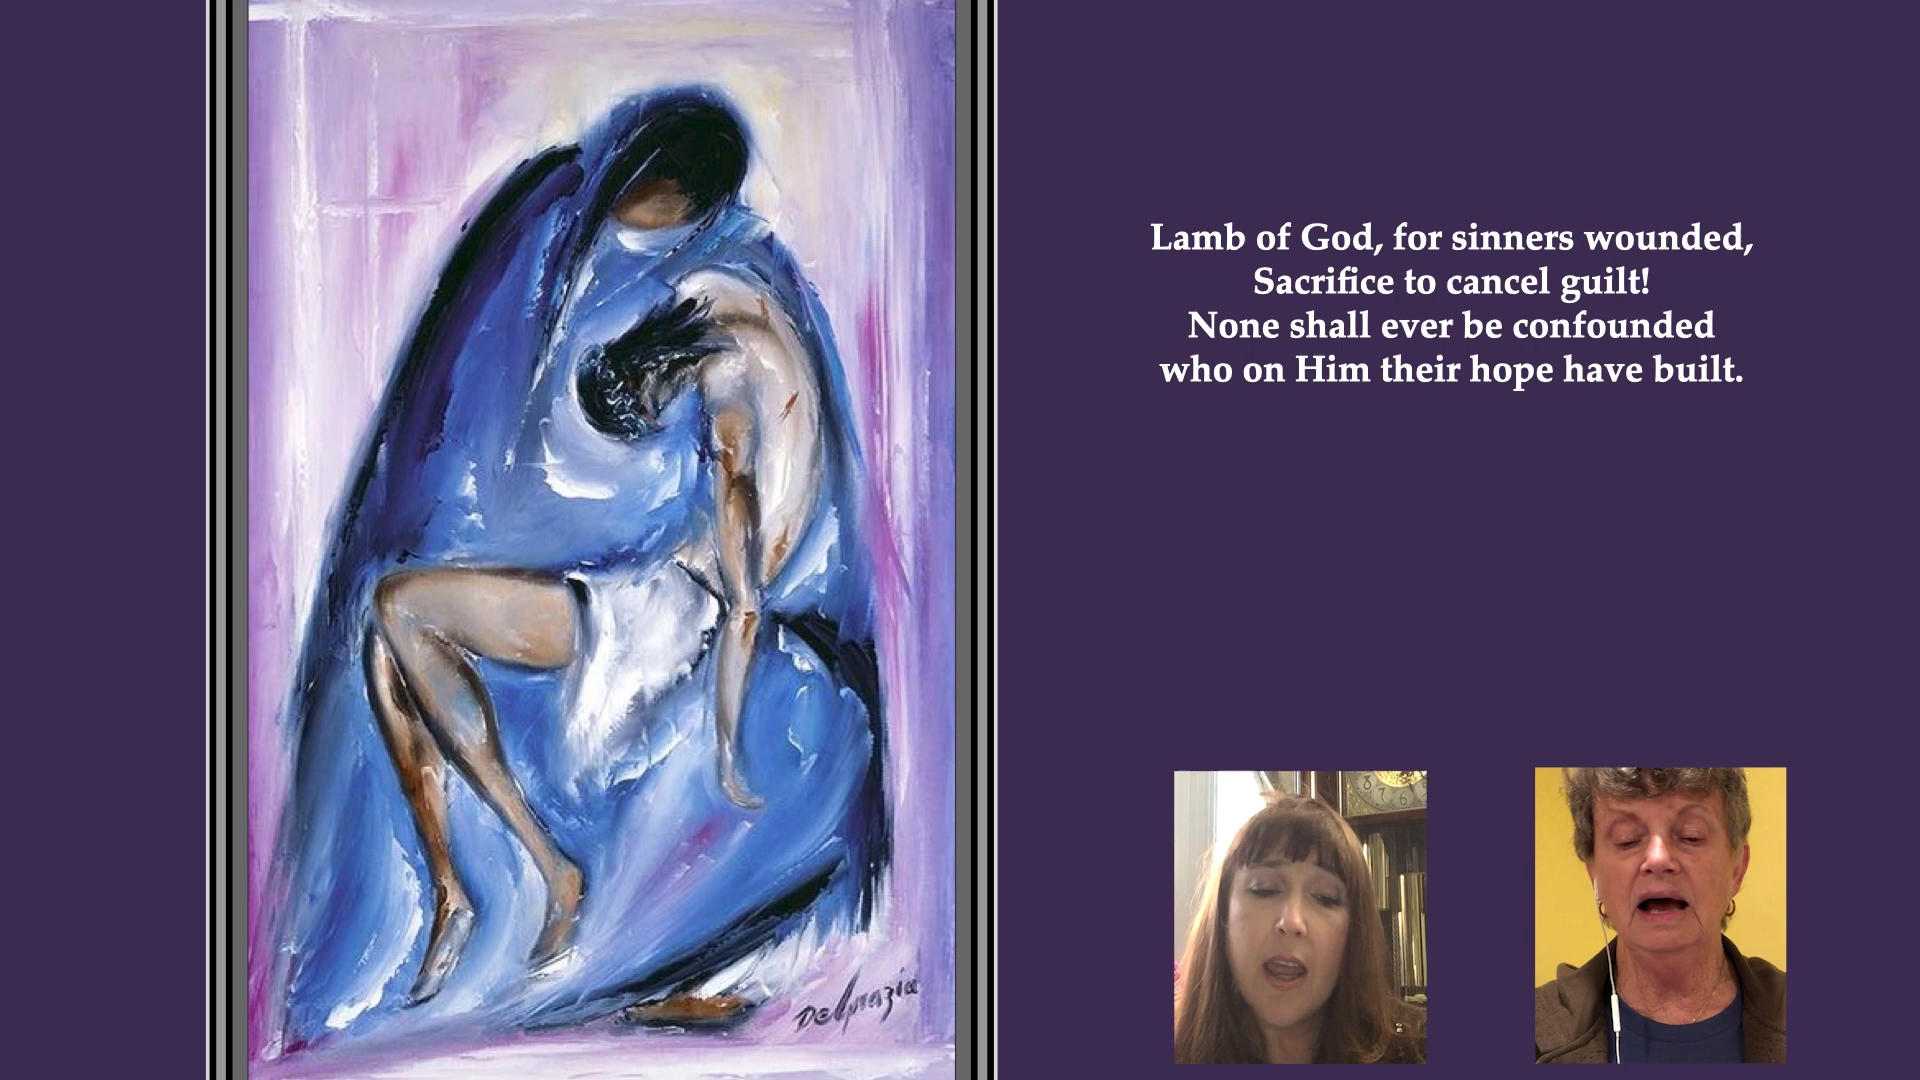 Lamb of God, for sinners wounded,
Sacrifice to cancel guilt!
None shall ever be confounded
who on Him their hope have built.
DeGrazia